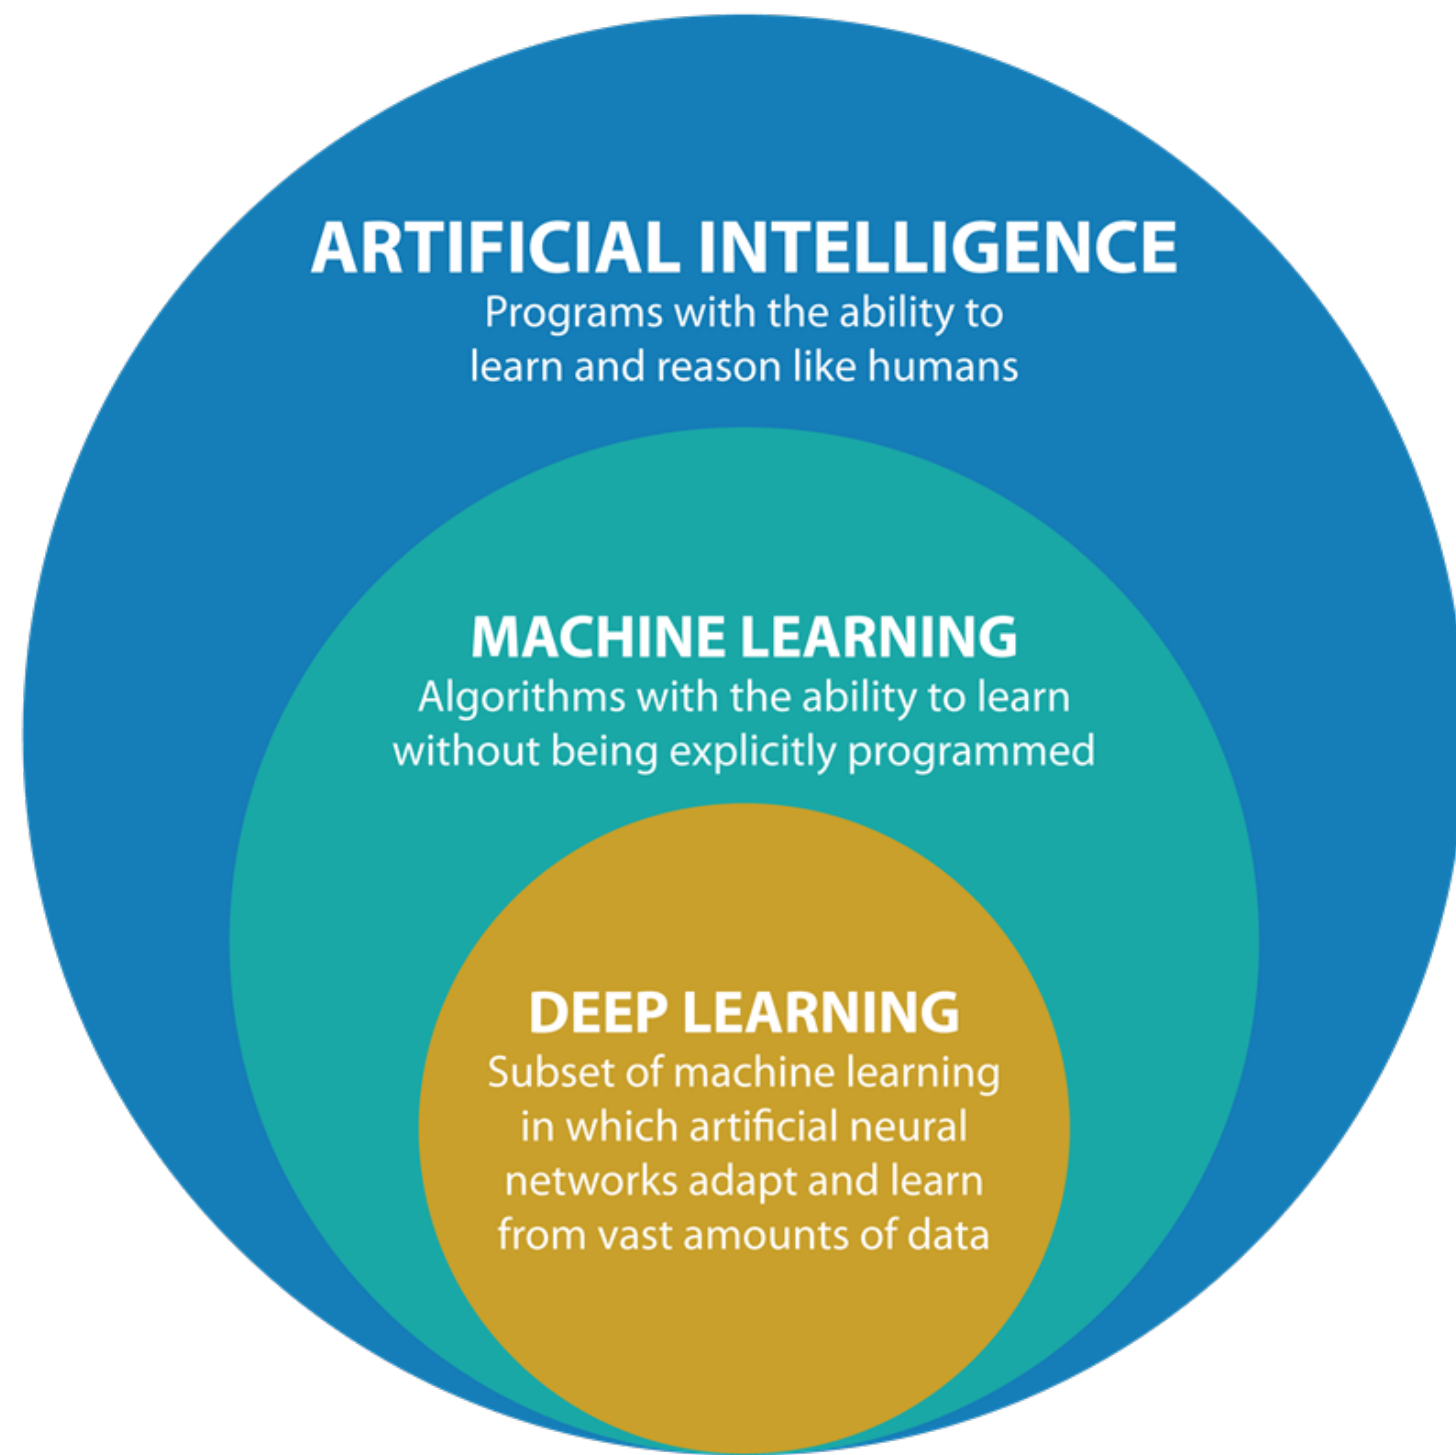 ARTIFICIAL INTELLIGENCE
Programs with the ability to
learn and reason like humans
MACHINE LEARNING
Algorithms with the ability to learn
without being explicitly programmed
DEEP LEARNING
Subset of machine learning
in which artificial neural
networks adapt and learn
from vast amounts of data